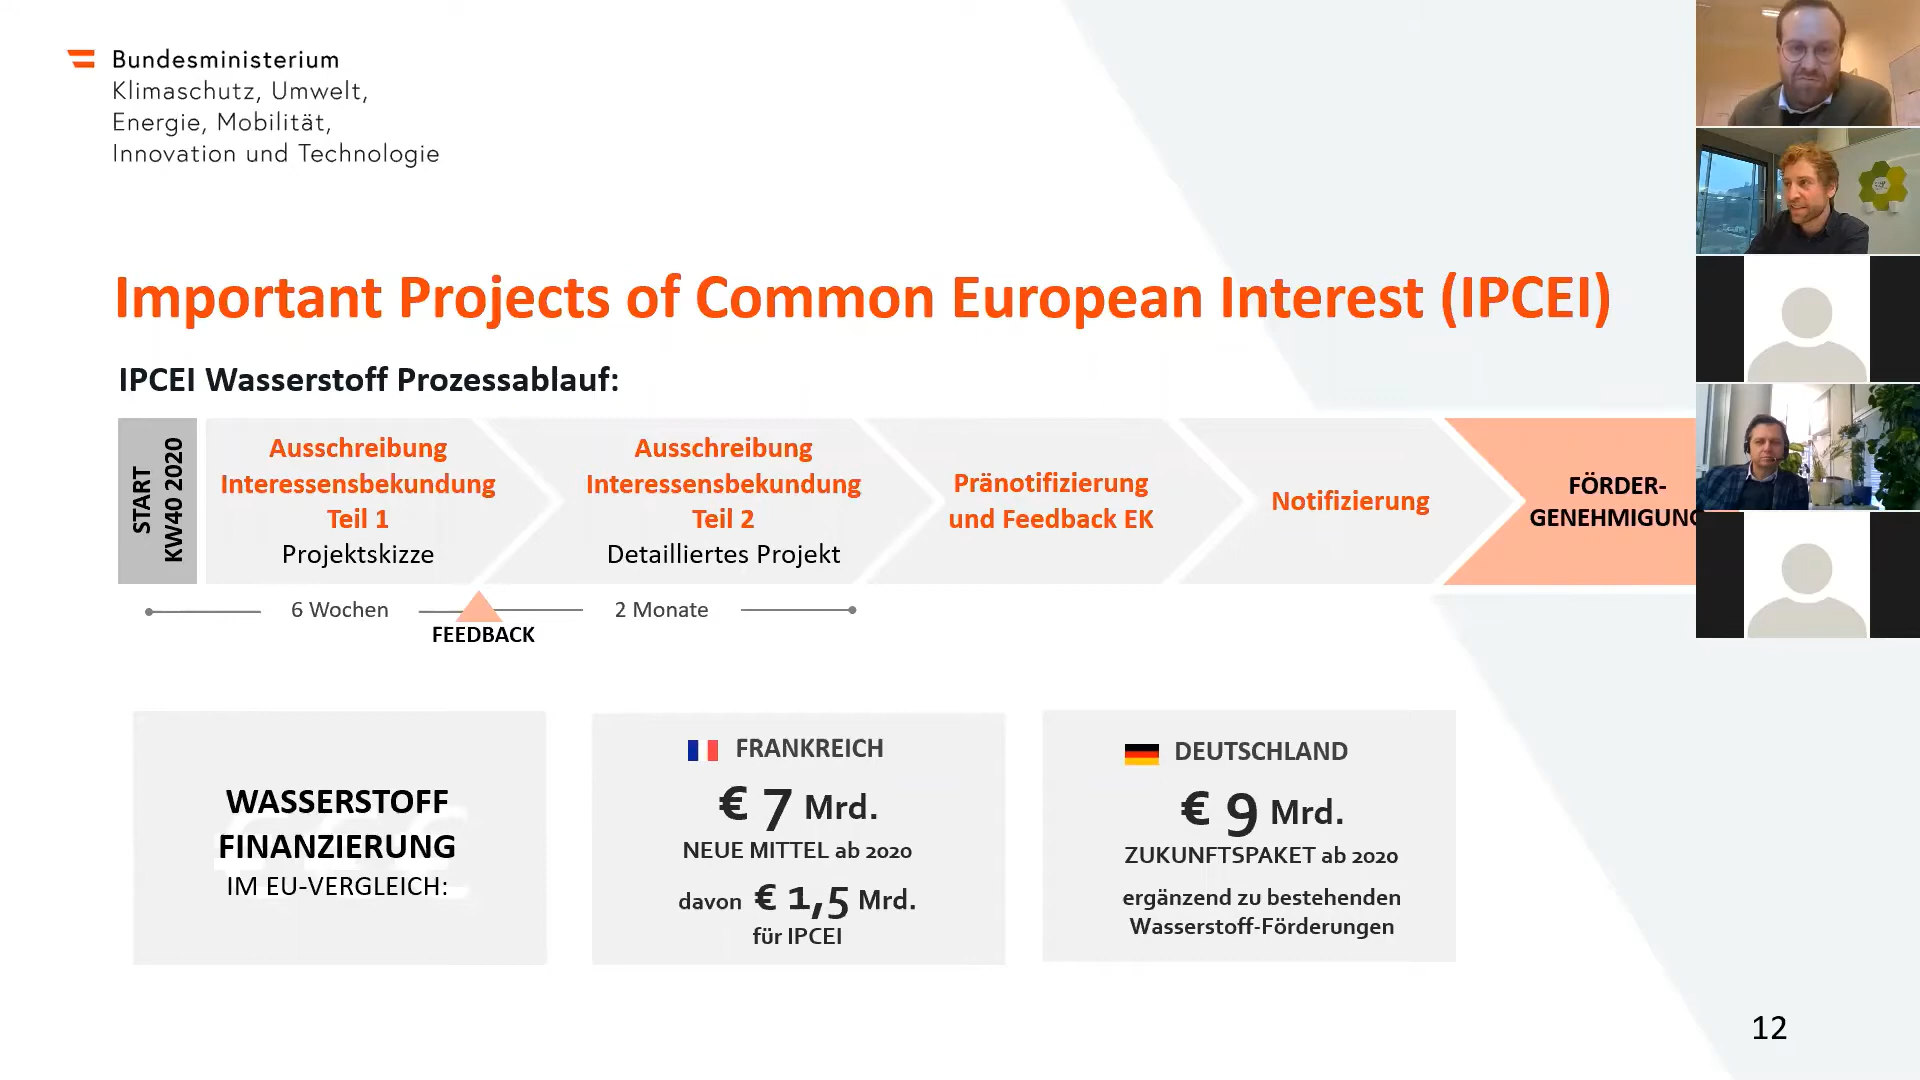 Bundesministerium
Klimaschutz, Umwelt,
Energie, Mobilität,
Innovation und Technologie
Important Projects of Common European Interest (IPCEI)
IPCEI Wasserstoff Prozessablauf:
START
KW40 2020
Ausschreibung
Interessensbekundung
Teil 1
Projektskizze
Ausschreibung
Interessensbekundung
Teil 2
Detailliertes Projekt
Pränotifizierung
und Feedback EK
Notifizierung
FÖRDER-
GENEHMIGUNG
6 Wochen
2 Monate
FEEDBACK
WASSERSTOFF
FINANZIERUNG
IM EU-VERGLEICH:
FRANKREICH
€ 7 Mrd.
NEUE MITTEL ab 2020
davon € 1,5 Mrd.
für IPCEI
DEUTSCHLAND
€ 9 Mrd.
ZUKUNFTSPAKET ab 2020
ergänzend zu bestehenden
Wasserstoff-Förderungen
12